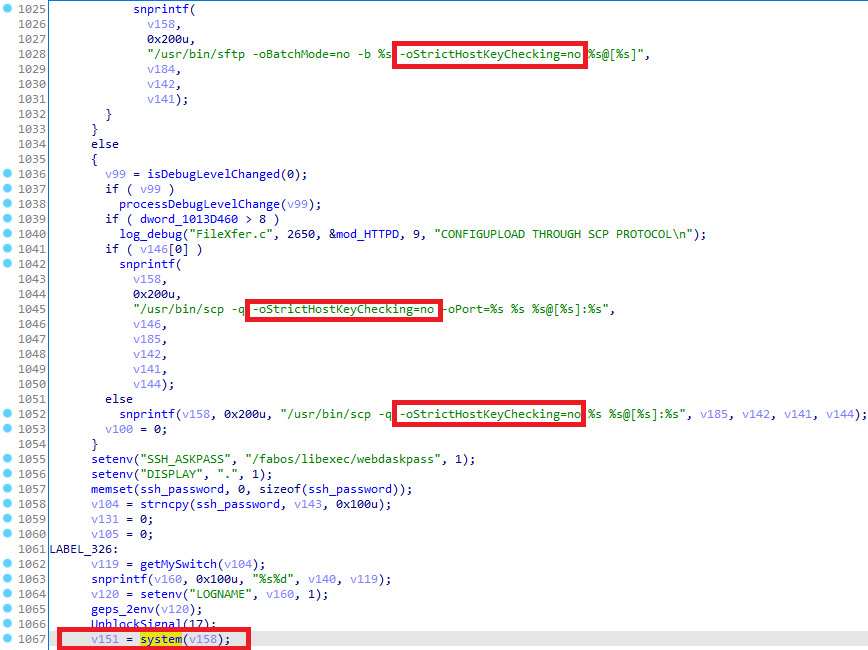 1025 snprintf(
1026 v158,
1027 0x200u,
1028 "/usr/bin/sftp -oBatchMode=no -b %s -oStrictHostKeyChecking=no %s@[%s]",
1029 v184,
1030 v142,
1031 v141);
1032 }
1033 }
1034 else
1035 {
1036 v99 = isDebugLevelChanged(0);
1037 if ( v99 )
1038 processDebugLevelChange(v99);
1039 if ( dword_1013D460 > 8 )
1040 log_debug("FileXfer.c", 2650, &mod_HTTPD, 9, "CONFIGUPLOAD THROUGH SCP PROTOCOL\n");
1041 if ( v146[0] )
1042 snprintf(
1043 v158,
1044 0x200u,
1045 "/usr/bin/scp -q -oStrictHostKeyChecking=no -oPort=%s %s %s@[%s]:%s",
1046 v146,
1047 v185,
1048 v142,
1049 v141,
1050 v144);
1051 else
1052 snprintf(v158, 0x200u, "/usr/bin/scp -q -oStrictHostKeyChecking=no %s %s@[%s]:%s", v185, v142, v141, v144);
1053 v100 = 0;
1054 }
1055 setenv("SSH_ASKPASS", "/fabos/libexec/webdaskpass", 1);
1056 setenv("DISPLAY", ".", 1);
1057 memset(ssh_password, 0, sizeof(ssh_password));
1058 v104 = strncpy(ssh_password, v143, 0x100u);
1059 v131 = 0;
1060 v105 = 0;
1061 LABEL_326:
1062 v119 = getMySwitch(v104);
1063 snprintf(v160, 0x100u, "%s%d", v140, v119);
1064 v120 = setenv("LOGNAME", v160, 1);
1065 geps_2env(v120);
1066 UnblockSignal(17);
1067 v151 = system(v158);